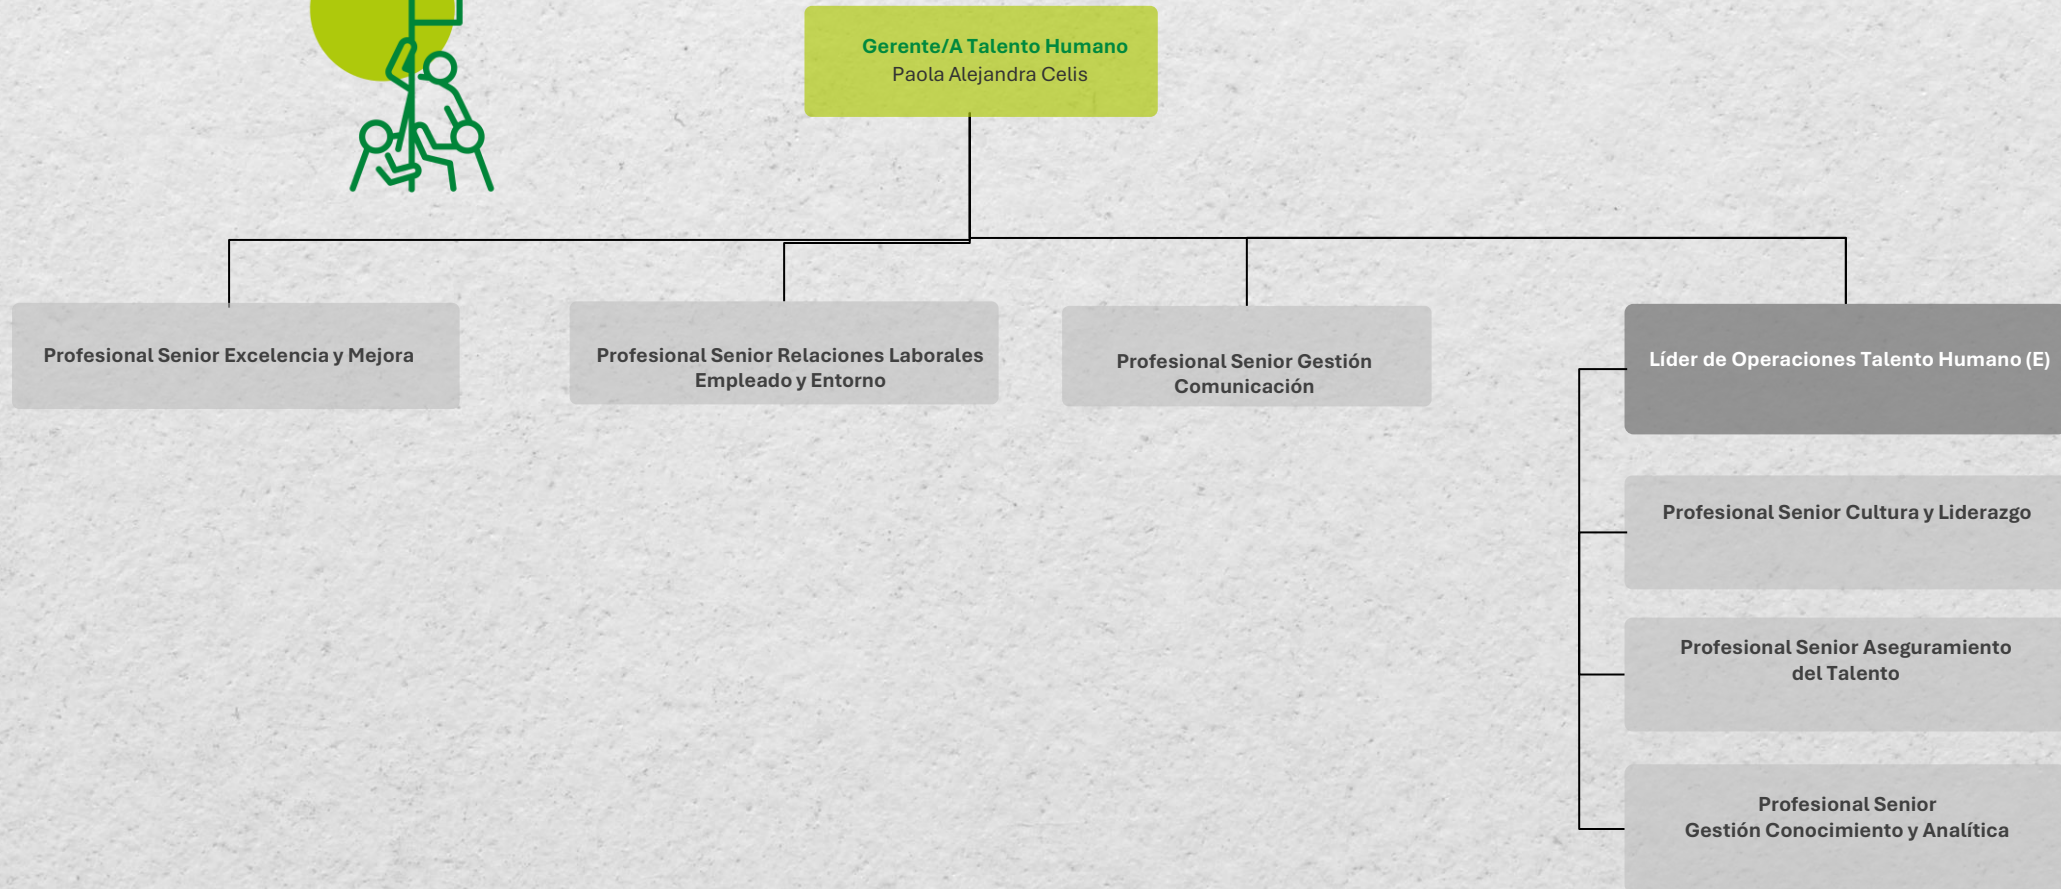 Gerente/A Talento Humano
Paola Alejandra Celis
Profesional Senior Excelencia y Mejora
Profesional Senior Relaciones Laborales
Empleado y Entorno
Profesional Senior Gestión
Comunicación
Líder de Operaciones Talento Humano (E)
Profesional Senior Cultura y Liderazgo
Profesional Senior Aseguramiento
del Talento
Profesional Senior
Gestión Conocimiento y Analítica